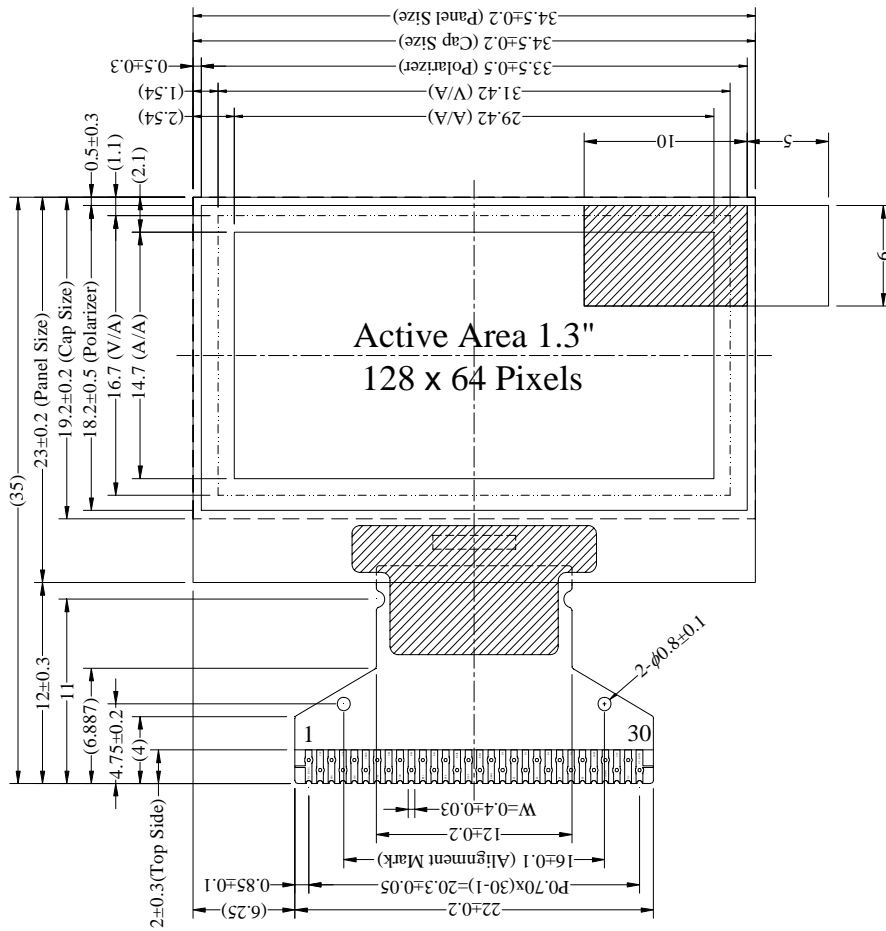 34.5±0.2 (Panel Size)
34.5±0.2 (Cap Size)
0.5±0.3
33.5±0.5 (Polarizer)
(1.54)
31.42 (V/A)
(2.54)
29.42 (A/A)
10
5
0.5±0.3
(1.1)
(2.1)
6
(35)
23±0.2 (Panel Size)
19.2±0.2 (Cap Size)
18.2±0.5 (Polarizer)
16.7 (V/A)
14.7 (A/A)
Active Area 1.3"
128 x 64 Pixels
12±0.3
11
(6.887)
4.75±0.2
(4)
2±0.3(Top Side)
2-ϕ0.8±0.1
1
30
W=0.4±0.03
12±0.2
16±0.1 (Alignment Mark)
0.85±0.1
P0.70x(30-1)=20.3±0.05
(6.25)
22±0.2